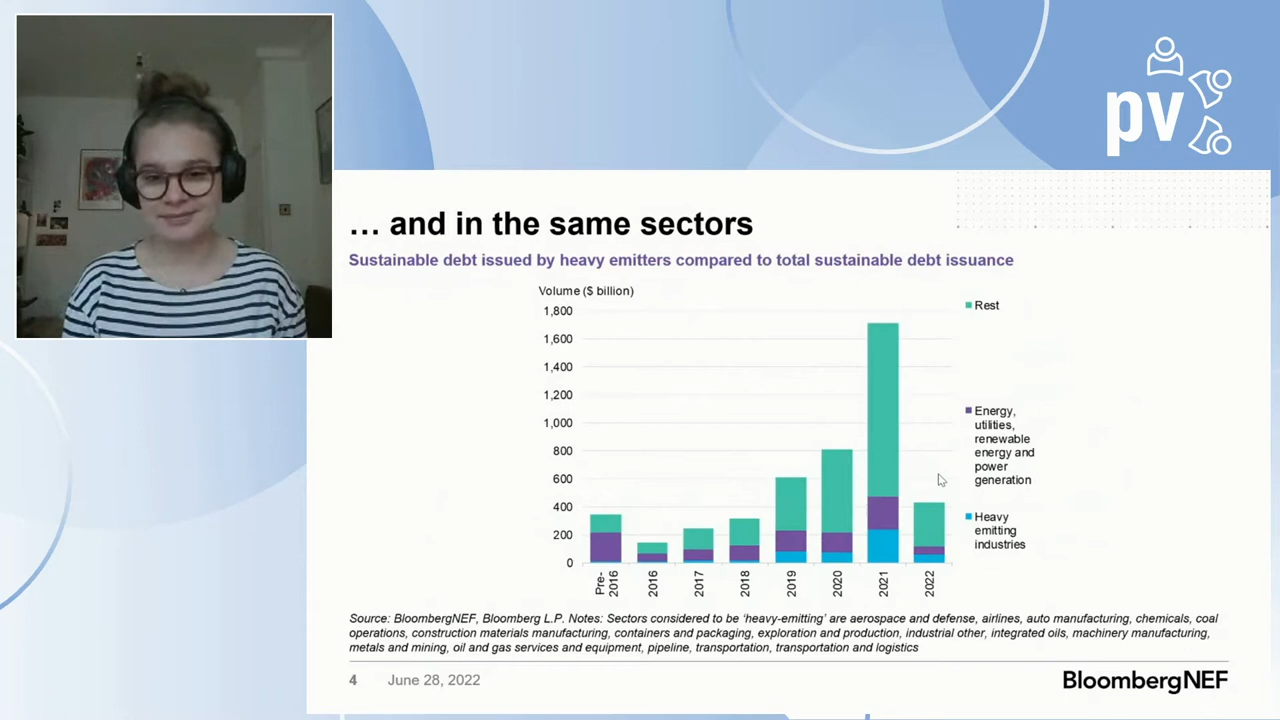 pv
… and in the same sectors
Sustainable debt issued by heavy emitters compared to total sustainable debt issuance
Volume ($ billion)
1,800
1,600
1,400
1,200
1,000
800
600
400
200
0
Pre-
2016
2016
2017
2018
2019
2020
2021
2022
Rest
Energy,
utilities,
renewable
energy and
power
generation
Heavy
emitting
industries
Source: BloombergNEF, Bloomberg L.P. Notes: Sectors considered to be ‘heavy-emitting’ are aerospace and defense, airlines, auto manufacturing, chemicals, coal
operations, construction materials manufacturing, containers and packaging, exploration and production, industrial other, integrated oils, machinery manufacturing,
metals and mining, oil and gas services and equipment, pipeline, transportation, transportation and logistics
4 June 28, 2022
BloombergNEF